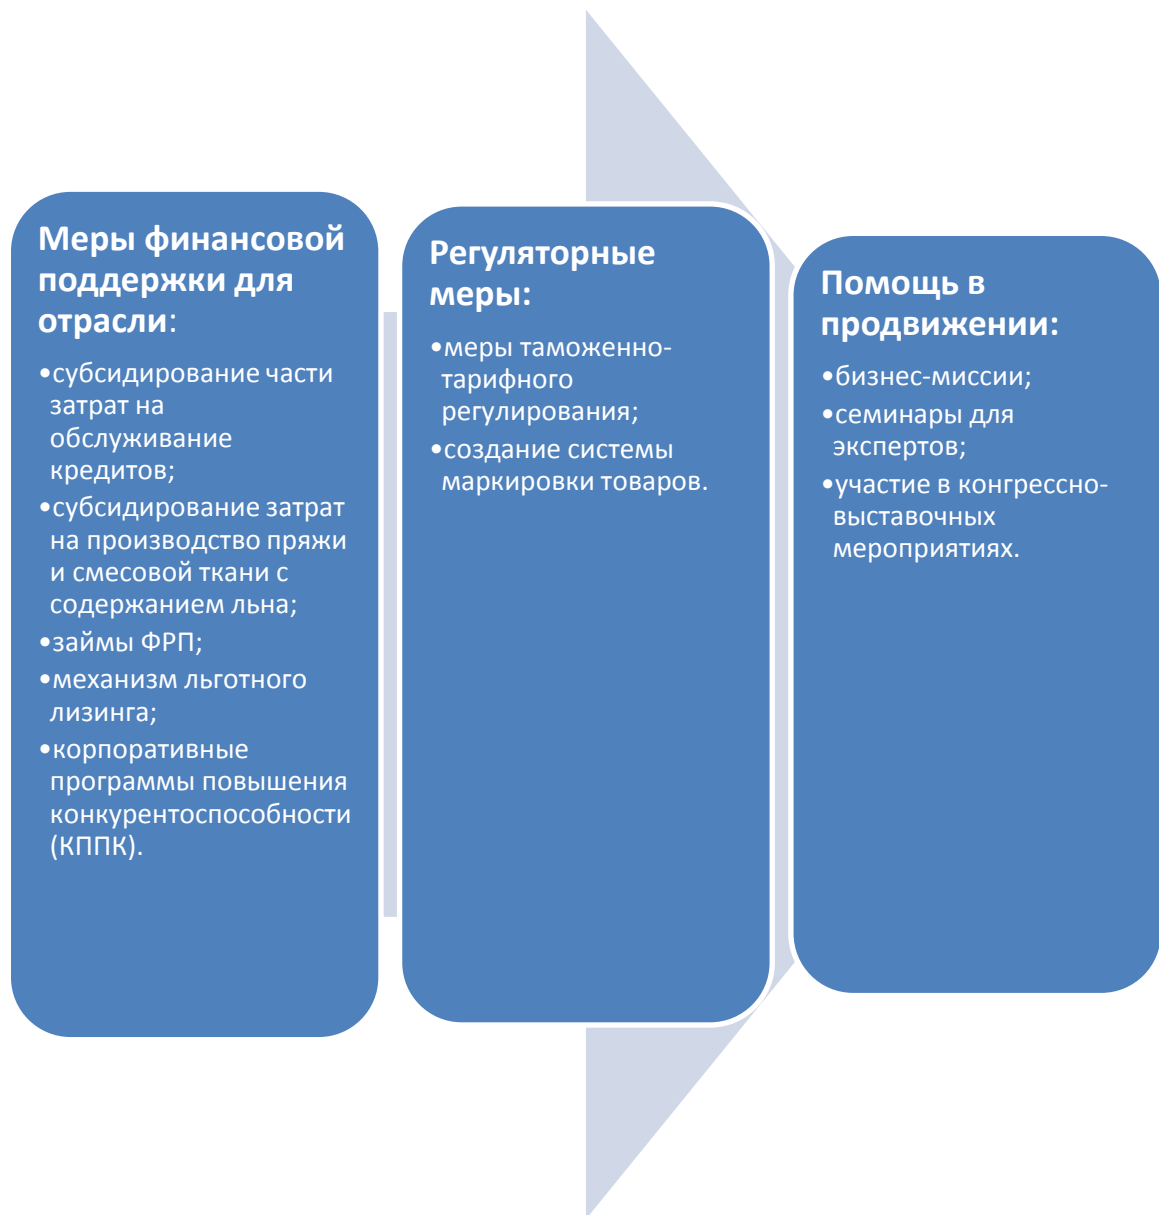 Меры финансовой
поддержки для
отрасли:
•субсидирование части
затрат на
обслуживание
кредитов;
•субсидирование затрат
на производство пряжи
и смесовой ткани с
содержанием льна;
•займы ФРП;
•механизм льготного
лизинга;
•корпоративные
программы повышения
конкурентоспособности
(КППК).
Регуляторные
меры:
•меры таможенно-
тарифного
регулирования;
•создание системы
маркировки товаров.
Помощь в
продвижении:
•бизнес-миссии;
•семинары для
экспертов;
•участие в конгрессно-
выставочных
мероприятиях.